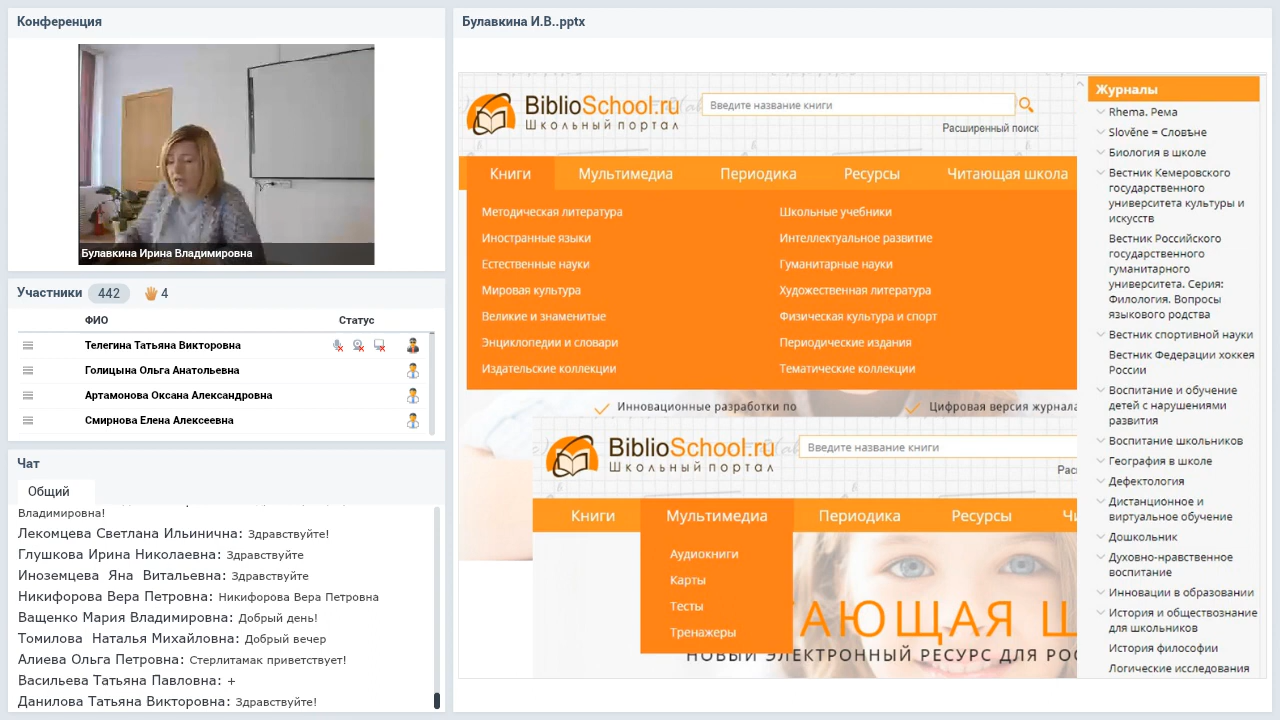 Конференция
Булавкина Ирина Владимировна
Участники 442 4
ФИО Статус
Телегина Татьяна Викторовна
Голицына Ольга Анатольевна
Артамонова Оксана Александровна
Смирнова Елена Алексеевна
Чат
Общий
Владимировна!
Лекомцева Светлана Ильинична: Здравствуйте!
Глушкова Ирина Николаевна: Здравствуйте
Иноземцева Яна Витальевна: Здравствуйте
Никифорова Вера Петровна: Никифорова Вера Петровна
Ващенко Мария Владимировна: Добрый день!
Томилова Наталья Михайловна: Добрый вечер
Алиева Ольга Петровна: Стерлитамак приветствует!
Васильева Татьяна Павловна: +
Данилова Татьяна Викторовна: Здравствуйте!
Булавкина И.В..pptx
BiblioSchool.ru
Школьный портал
Введите название книги
Расширенный поиск
Книги Мультимедиа Периодика Ресурсы Читающая школа
Методическая литература
Иностранные языки
Естественные науки
Мировая культура
Великие и знаменитые
Энциклопедии и словари
Издательские коллекции
Школьные учебники
Интеллектуальное развитие
Гуманитарные науки
Художественная литература
Физическая культура и спорт
Периодические издания
Тематические коллекции
Инновационные разработки по
Цифровая версия журнала
BiblioSchool.ru
Школьный портал
Введите название книги
Рас
Книги Мультимедиа Периодика Ресурсы Чи
Аудиокниги
Карты
Тесты
Тренажеры
ТАЮЩАЯ Ш
НОВЫЙ ЭЛЕКТРОННЫЙ РЕСУРС ДЛЯ РОС
Журналы
Rhema. Рема
Slověne = Словѣне
Биология в школе
Вестник Кемеровского
государственного
университета культуры и
искусств
Вестник Российского
государственного
гуманитарного
университета. Серия:
Филология. Вопросы
языкового родства
Вестник спортивной науки
Вестник Федерации хоккея
России
Воспитание и обучение
детей с нарушениями
развития
Воспитание школьников
География в школе
Дефектология
Дистанционное и
виртуальное обучение
Дошкольник
Духовно-нравственное
воспитание
Инновации в образовании
История и обществознание
для школьников
История философии
Логические исследования